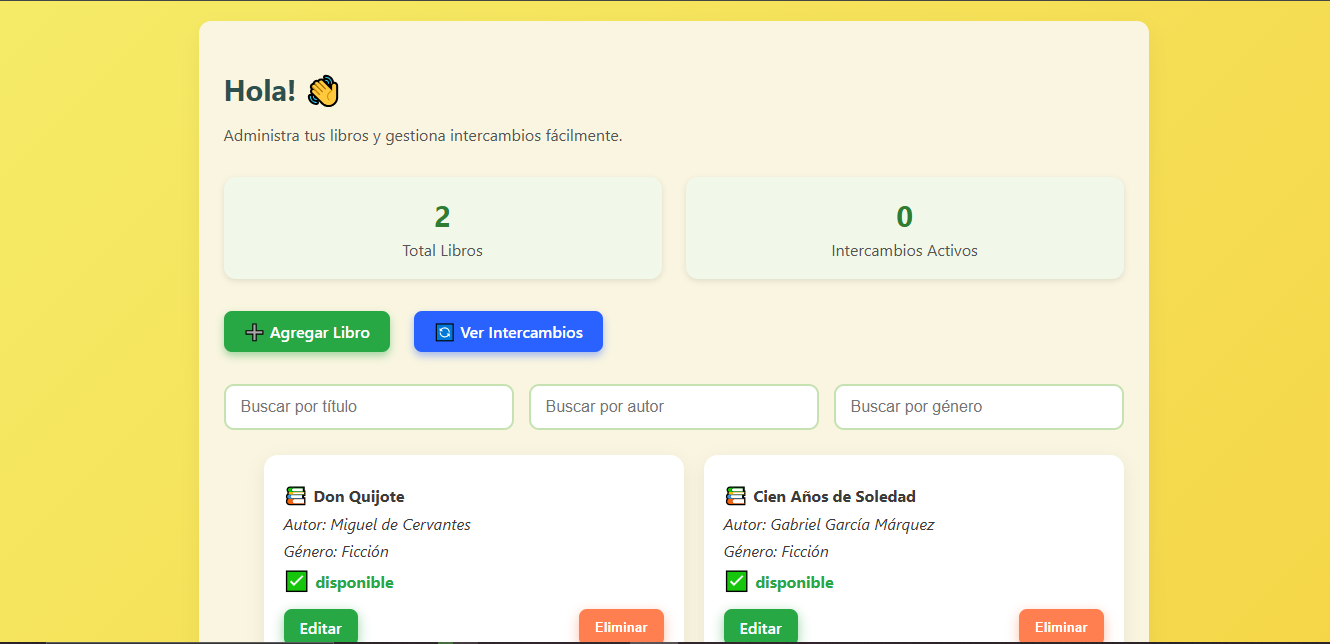 Hola! 👋
Administra tus libros y gestiona intercambios fácilmente.
2
Total Libros
0
Intercambios Activos
➕ Agregar Libro
🔄 Ver Intercambios
Buscar por título
Buscar por autor
Buscar por género
📚 Don Quijote
Autor: Miguel de Cervantes
Género: Ficción
✅ disponible
Editar
Eliminar
📚 Cien Años de Soledad
Autor: Gabriel García Márquez
Género: Ficción
✅ disponible
Editar
Eliminar